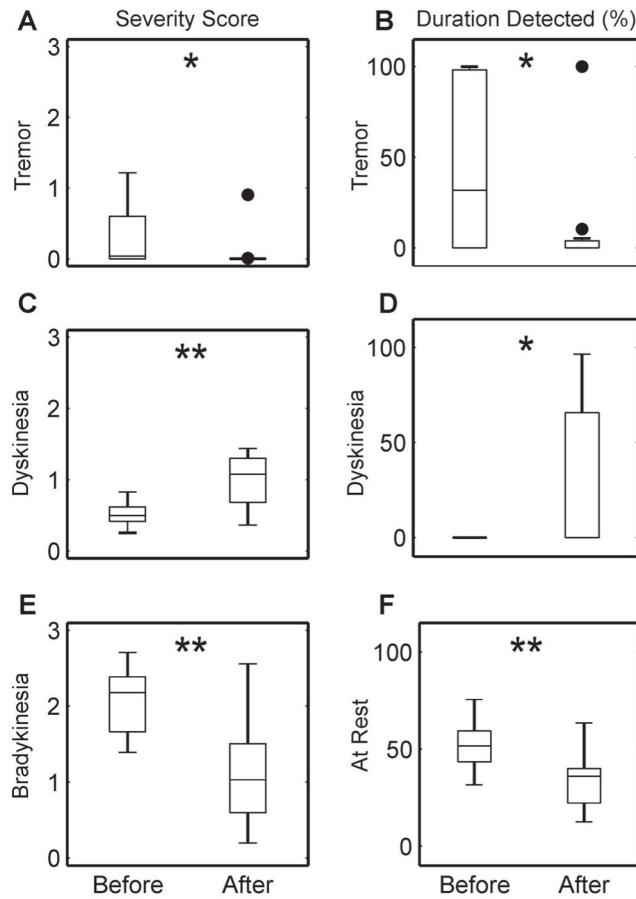 A Severity Score B Duration Detected (%)
3 * 100 *
2
Tremor Tremor 50
1
0 0
C D
3 ** 100 *
2
Dyskinesia Dyskinesia 50
1
0 0
E F
3 ** 100 **
2
Bradykinesia At Rest 50
1
0 0
Before After Before After